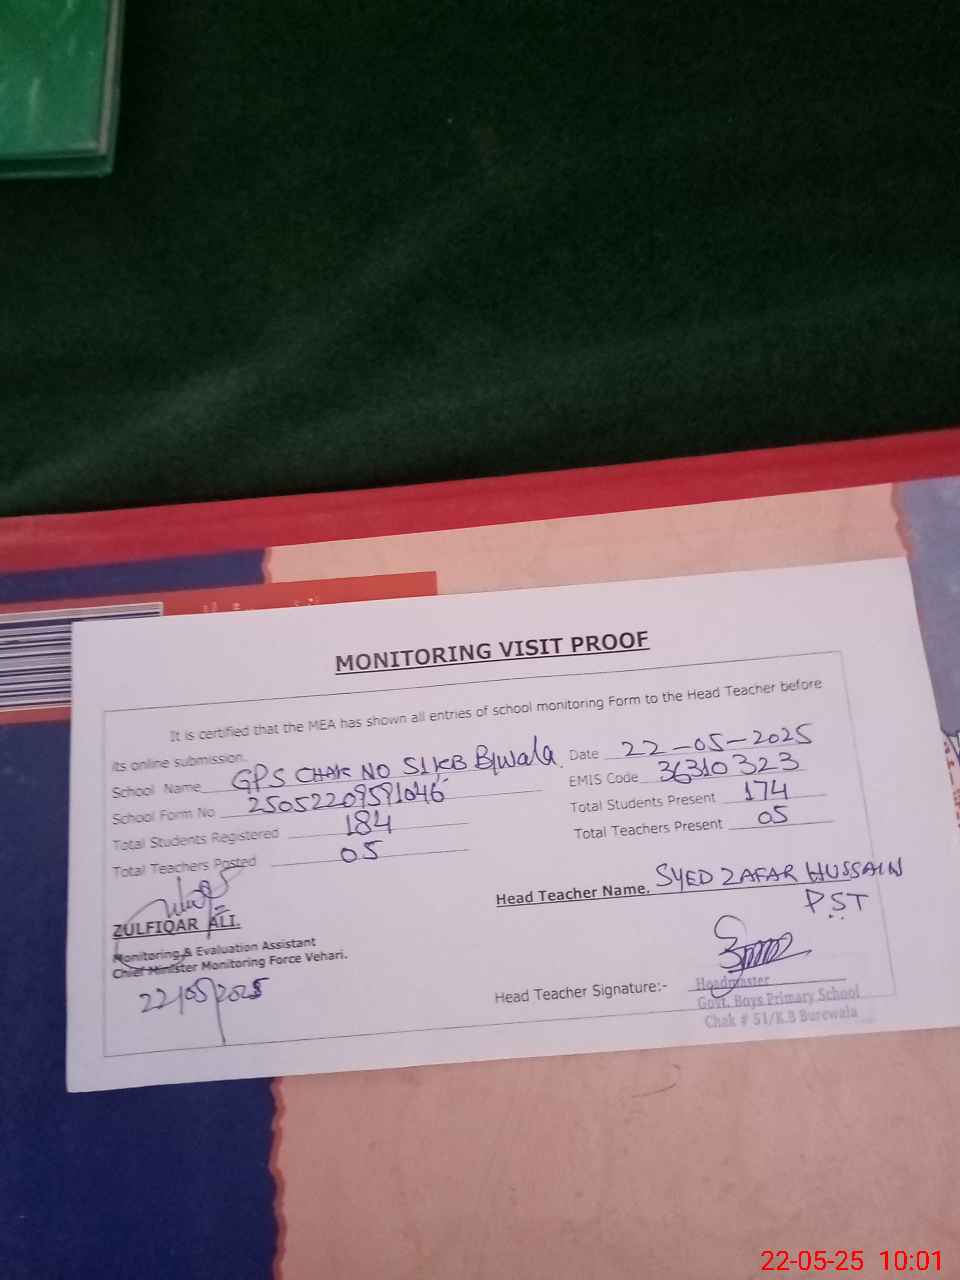 MONITORING VISIT PROOF
It is certified that the MEA has shown all entries of school monitoring Form to the Head Teacher before
its online submission.
School Name GPS CHAK NO 51 KB B/wala.
Date 22-05-2025
School Form No 25052209591046
EMIS Code 36310323
Total Students Registered 184
Total Students Present 174
Total Teachers Posted 05
Total Teachers Present 05
ZULFIQAR ALI.
Monitoring & Evaluation Assistant
Chief Minister Monitoring Force Vehari.
22/05/2025
Head Teacher Name. SYED ZAFAR HUSSAIN
PST
Head Teacher Signature:-
Headmaster
Govt. Boys Primary School
Chak # 51/K.B Burewala
22-05-25 10:01